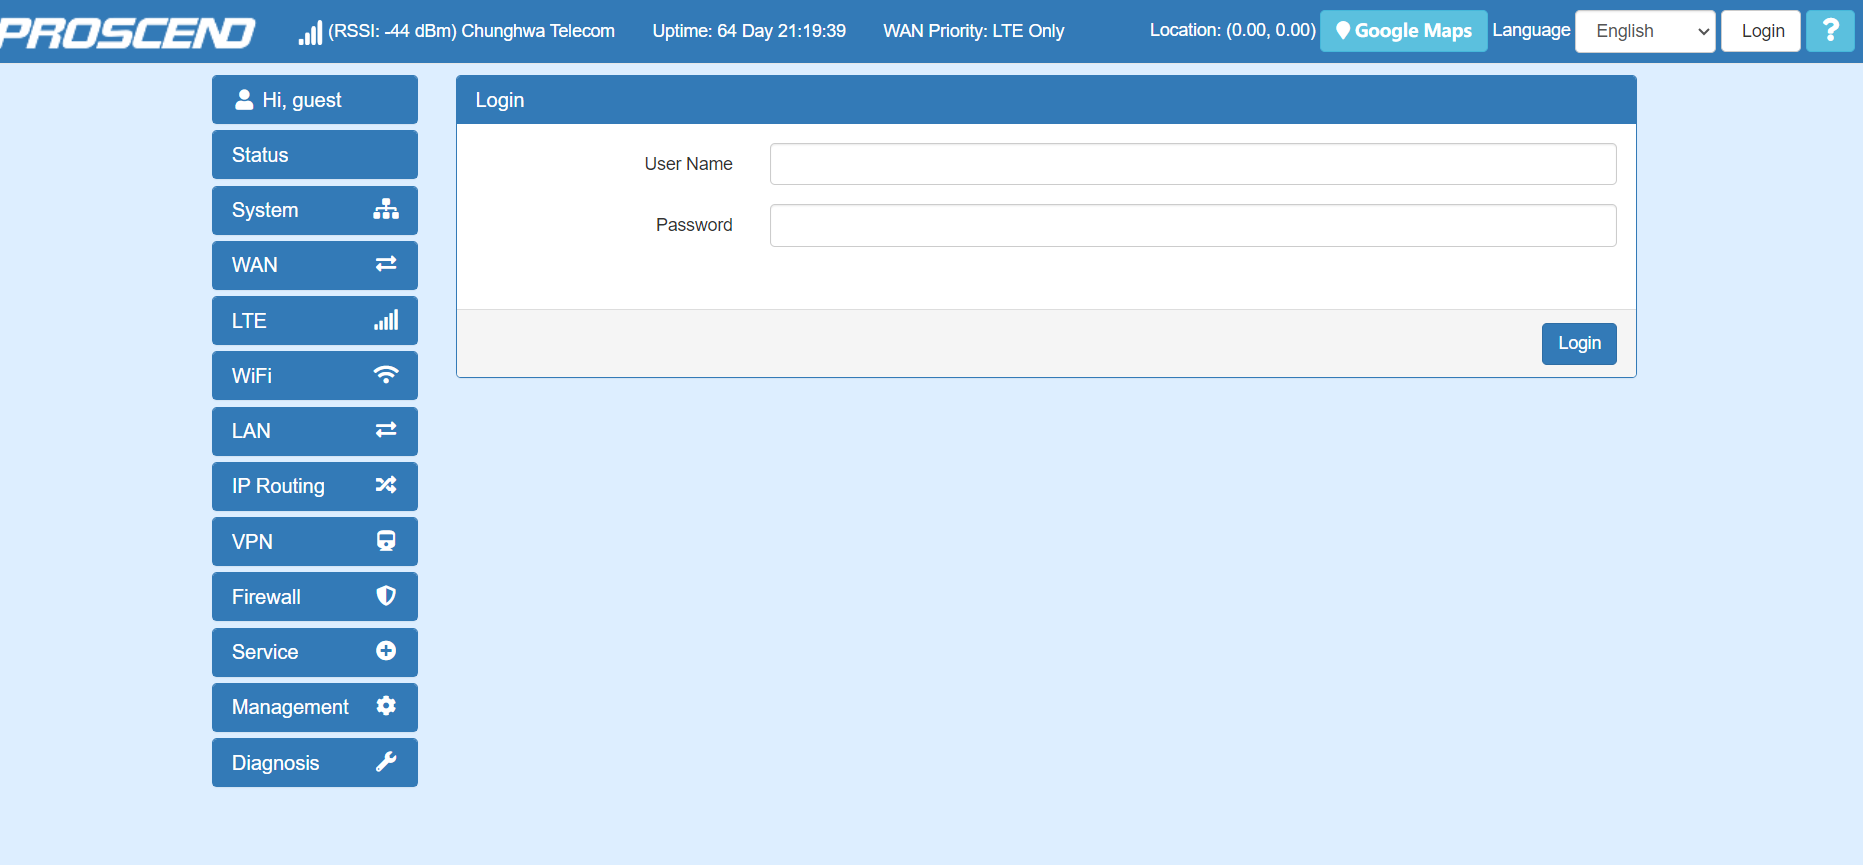 PROSCEND (RSSI: -44 dBm) Chunghwa Telecom Uptime: 64 Day 21:19:39 WAN Priority: LTE Only Location: (0.00, 0.00) Google Maps Language English Login ?
Hi, guest
Status
System
WAN
LTE
WiFi
LAN
IP Routing
VPN
Firewall
Service
Management
Diagnosis
Login
User Name
Password
Login